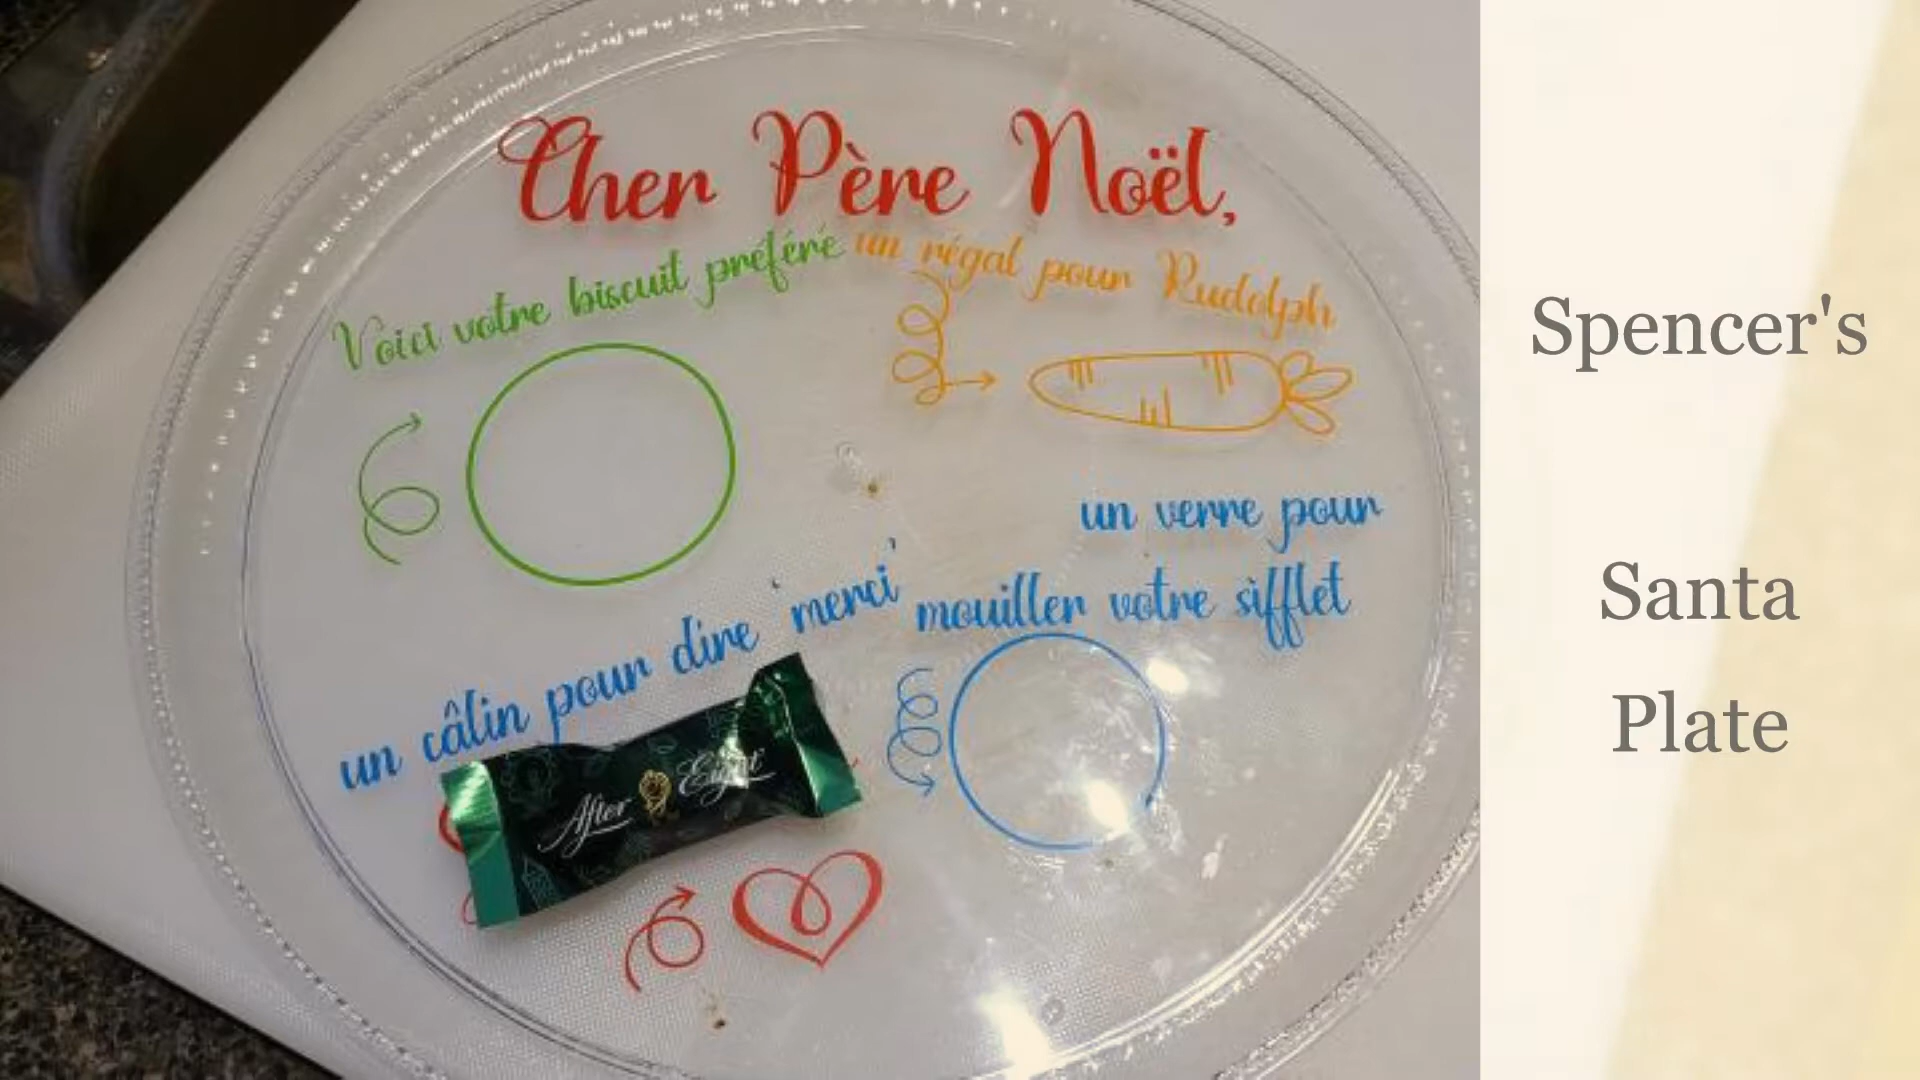 Cher Père Noël,
Voici votre biscuit préféré
un régal pour Rudolph
un verre pour
mouiller votre sifflet
un câlin pour dire 'merci'
After Eight
Spencer's
Santa
Plate